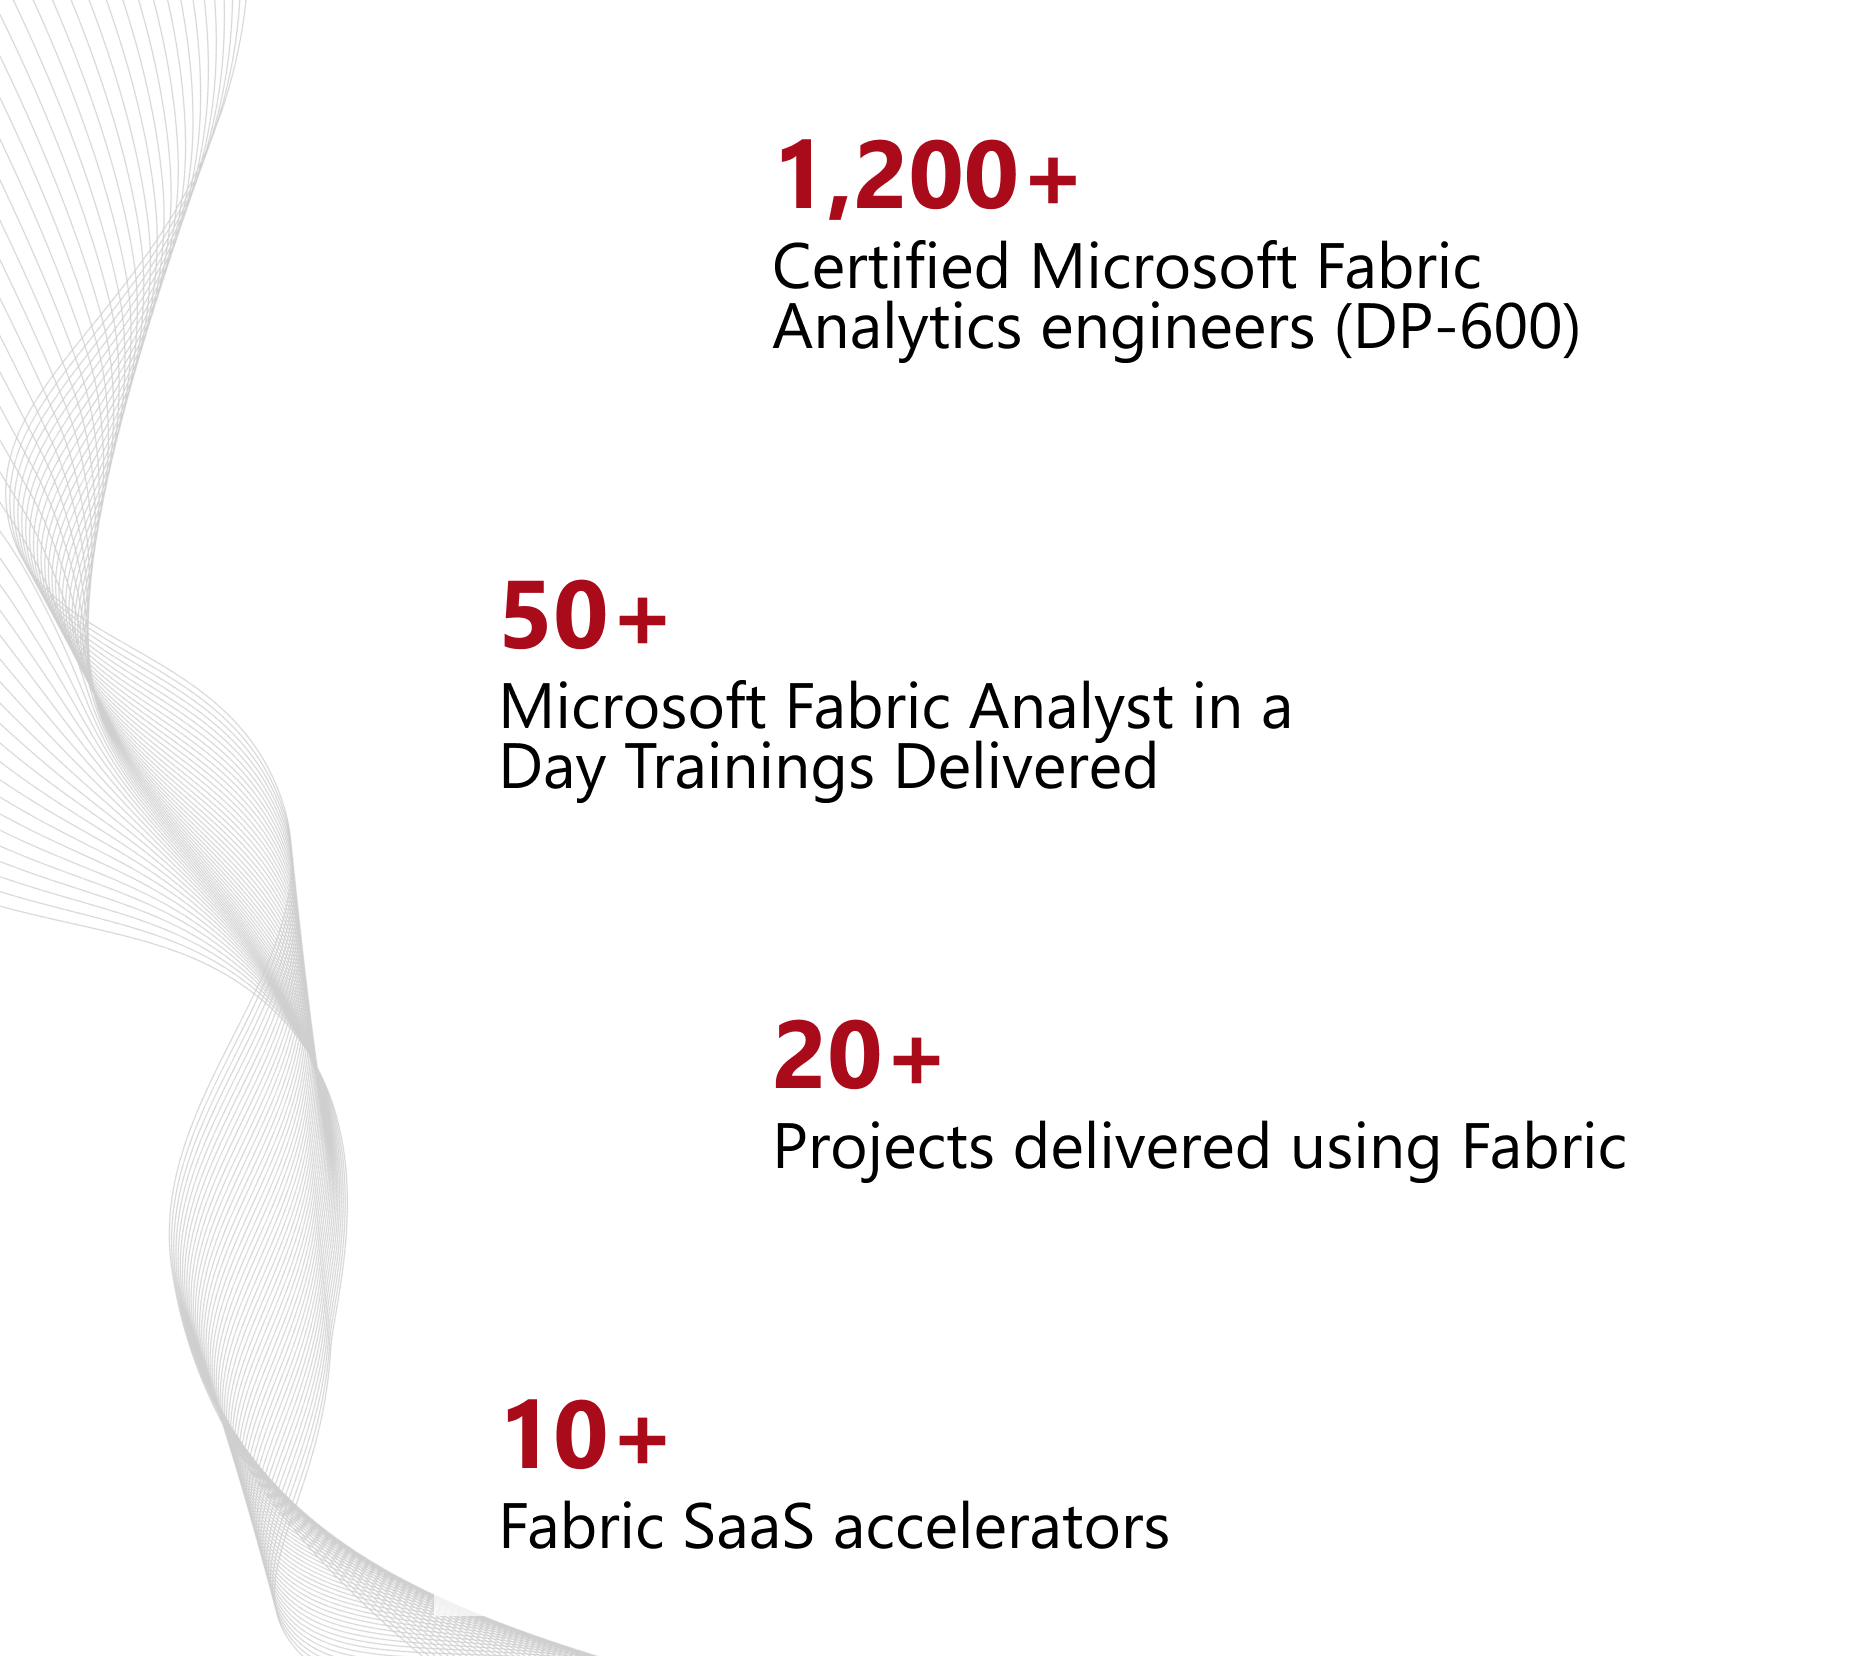 1,200+
Certified Microsoft Fabric
Analytics engineers (DP-600)
50+
Microsoft Fabric Analyst in a
Day Trainings Delivered
20+
Projects delivered using Fabric
10+
Fabric SaaS accelerators